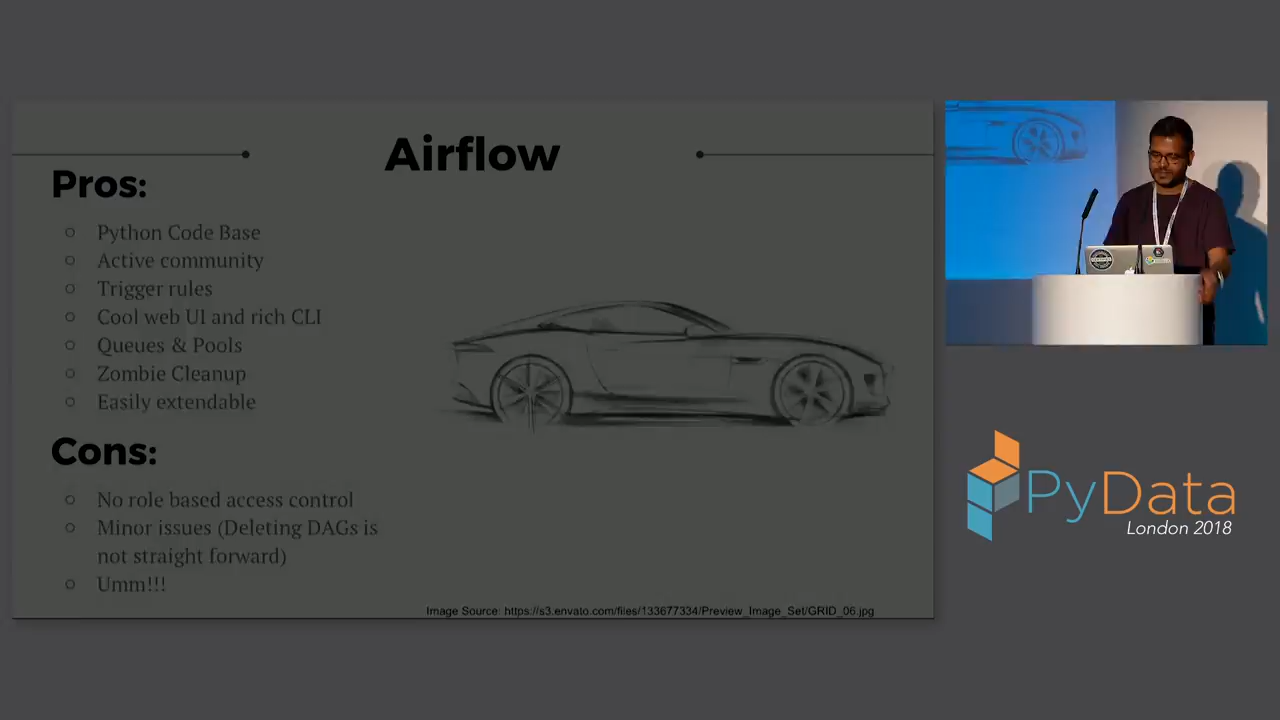 Airflow
Pros:
Python Code Base
Active community
Trigger rules
Cool web UI and rich CLI
Queues & Pools
Zombie Cleanup
Easily extendable
Cons:
No role based access control
Minor issues (Deleting DAGs is
not straight forward)
Umm!!!
Image Source: https://s3.envato.com/files/133677334/Preview_Image_Set/GRID_06.jpg
PyData
London 2018